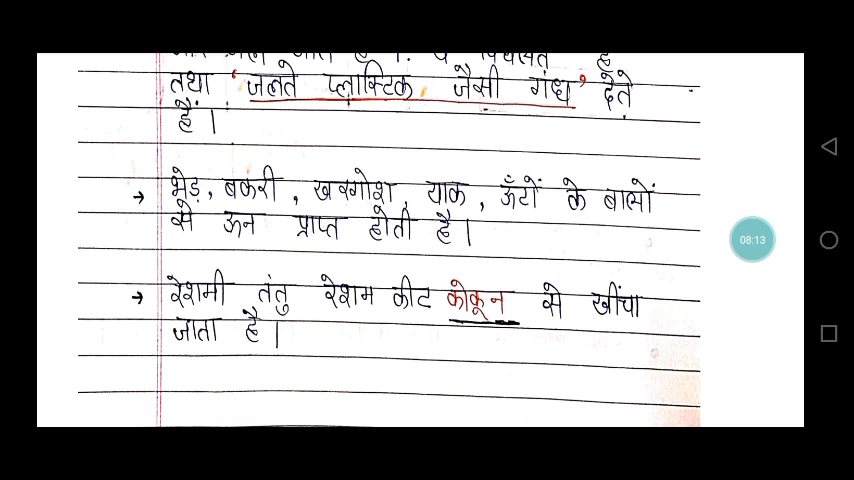 तथा 'जलते प्लास्टिक जैसी गंध' देते
हैं।
→ भेड़, बकरी, खरगोश, याक, ऊँटों के बालों
से ऊन प्राप्त होती है।
→ रेशमी तंतु रेशम कीट कोकून से खींचा
जाता है।
08:13